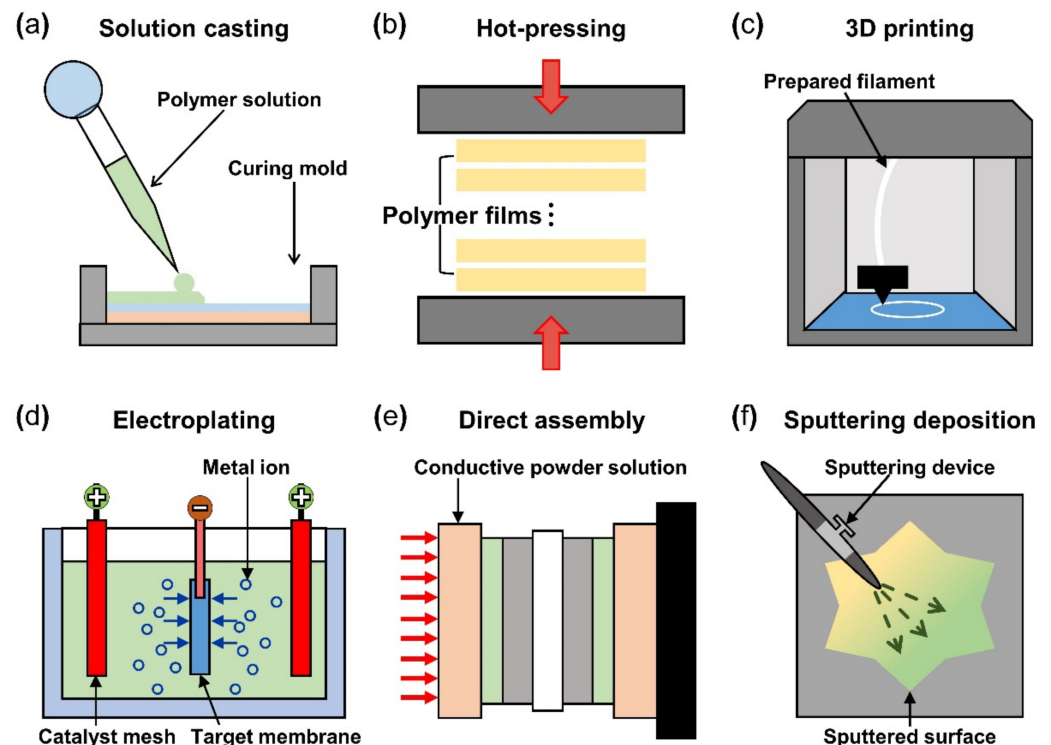 (a) Solution casting
Polymer solution
Curing mold
(b) Hot-pressing
Polymer films
(c) 3D printing
Prepared filament
(d) Electroplating
Metal ion
+
-
+
Catalyst mesh
Target membrane
(e) Direct assembly
Conductive powder solution
(f) Sputtering deposition
Sputtering device
Sputtered surface